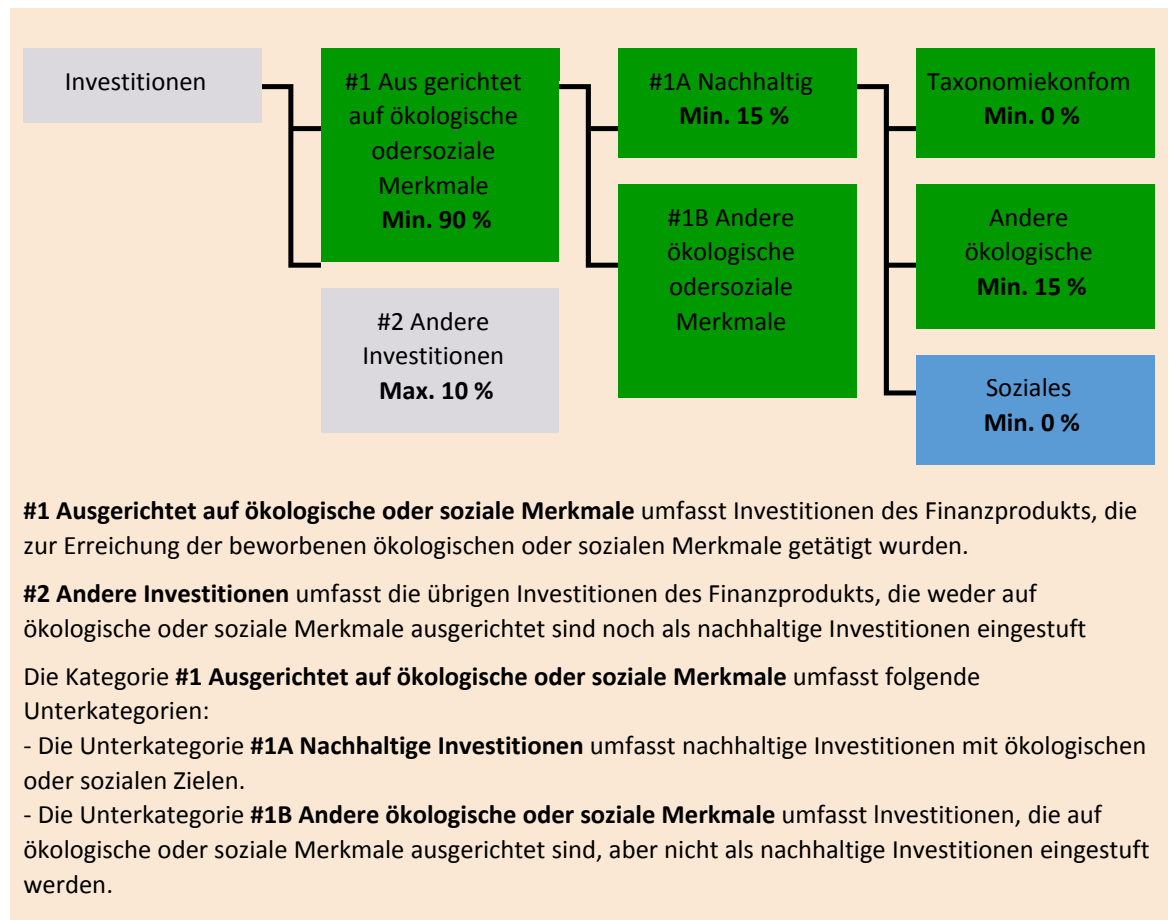 Investitionen
#1 Aus gerichtet
auf ökologische
odersoziale
Merkmale
Min. 90 %
#2 Andere
Investitionen
Max. 10 %
#1A Nachhaltig
Min. 15 %
#1B Andere
ökologische
odersoziale
Merkmale
Taxonomiekonfom
Min. 0 %
Andere
ökologische
Min. 15 %
Soziales
Min. 0 %
#1 Ausgerichtet auf ökologische oder soziale Merkmale umfasst Investitionen des Finanzprodukts, die
zur Erreichung der beworbenen ökologischen oder sozialen Merkmale getätigt wurden.
#2 Andere Investitionen umfasst die übrigen Investitionen des Finanzprodukts, die weder auf
ökologische oder soziale Merkmale ausgerichtet sind noch als nachhaltige Investitionen eingestuft
Die Kategorie #1 Ausgerichtet auf ökologische oder soziale Merkmale umfasst folgende
Unterkategorien:
- Die Unterkategorie #1A Nachhaltige Investitionen umfasst nachhaltige Investitionen mit ökologischen
oder sozialen Zielen.
- Die Unterkategorie #1B Andere ökologische oder soziale Merkmale umfasst lnvestitionen, die auf
ökologische oder soziale Merkmale ausgerichtet sind, aber nicht als nachhaltige Investitionen eingestuft
werden.